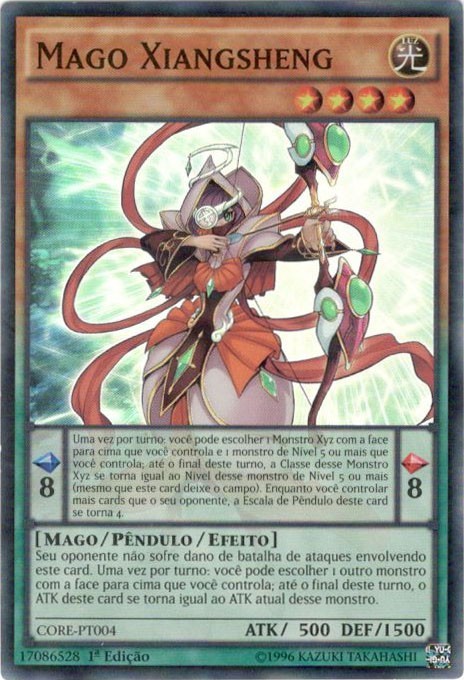 Mago Xiangsheng
LUZ
光
Uma vez por turno: você pode escolher 1 Monstro Xyz com a face
para cima que você controla e 1 monstro de Nível 5 ou mais que
você controla; até o final deste turno, a Classe desse Monstro
Xyz se torna igual ao Nível desse monstro de Nível 5 ou mais
(mesmo que este card deixe o campo). Enquanto você controlar
mais cards que o seu oponente, a Escala de Pêndulo deste card
se torna 4.
8
8
[Mago/Pêndulo/Efeito]
Seu oponente não sofre dano de batalha de ataques envolvendo
este card. Uma vez por turno: você pode escolher 1 outro monstro
com a face para cima que você controla; até o final deste turno, o
ATK deste card se torna igual ao ATK atual desse monstro.
CORE-PT004
ATK/ 500 DEF/1500
17086528 1ª Edição
©1996 KAZUKI TAKAHASHI